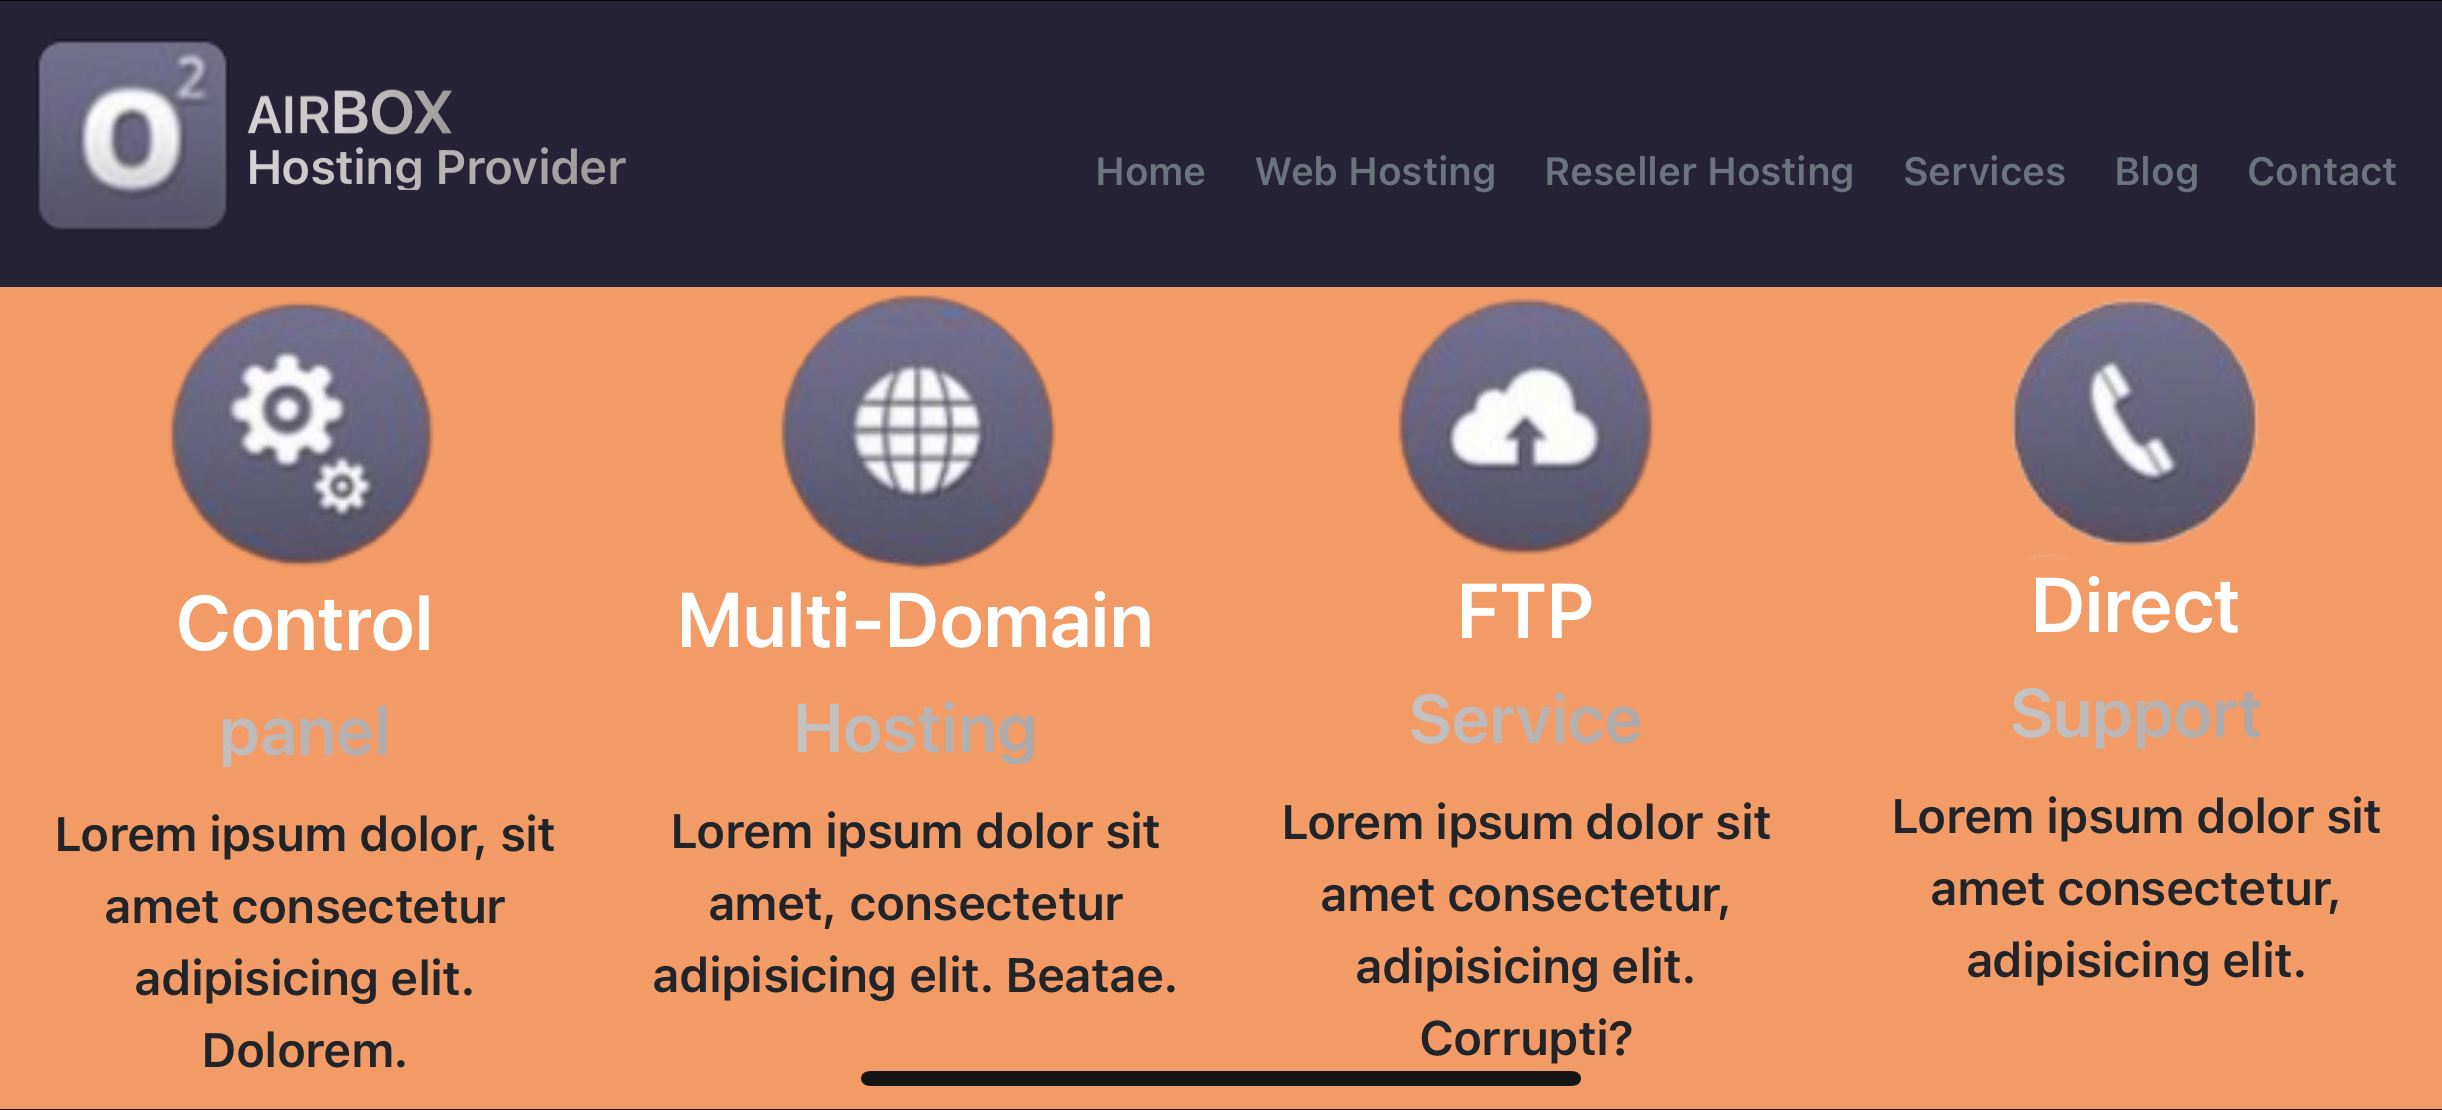 O2
AIRBOX
Hosting Provider
Home Web Hosting Reseller Hosting Services Blog Contact
Control
panel
Lorem ipsum dolor, sit
amet consectetur
adipisicing elit.
Dolorem.
Multi-Domain
Hosting
Lorem ipsum dolor sit
amet, consectetur
adipisicing elit. Beatae.
FTP
Service
Lorem ipsum dolor sit
amet consectetur,
adipisicing elit.
Corrupti?
Direct
Support
Lorem ipsum dolor sit
amet consectetur,
adipisicing elit.